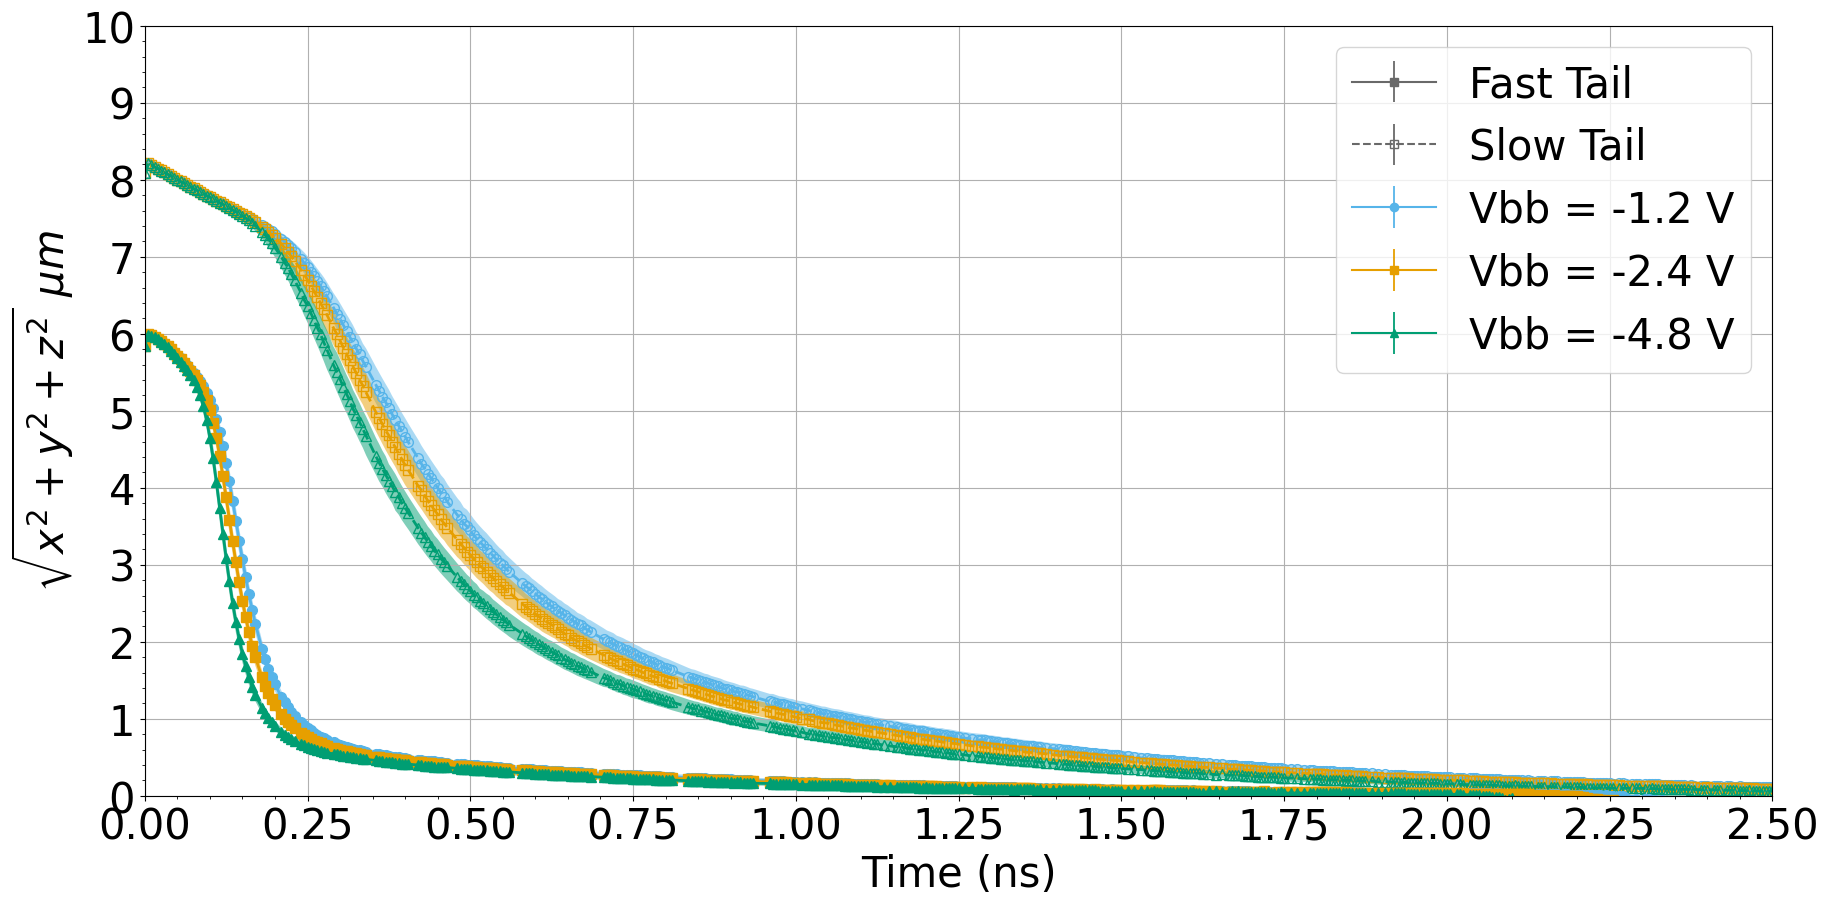 10
9
8
7
6
5
4
3
2
1
0
√x² + y² + z² μm
0.00 0.25 0.50 0.75 1.00 1.25 1.50 1.75 2.00 2.25 2.50
Time (ns)
Fast Tail
Slow Tail
Vbb = -1.2 V
Vbb = -2.4 V
Vbb = -4.8 V